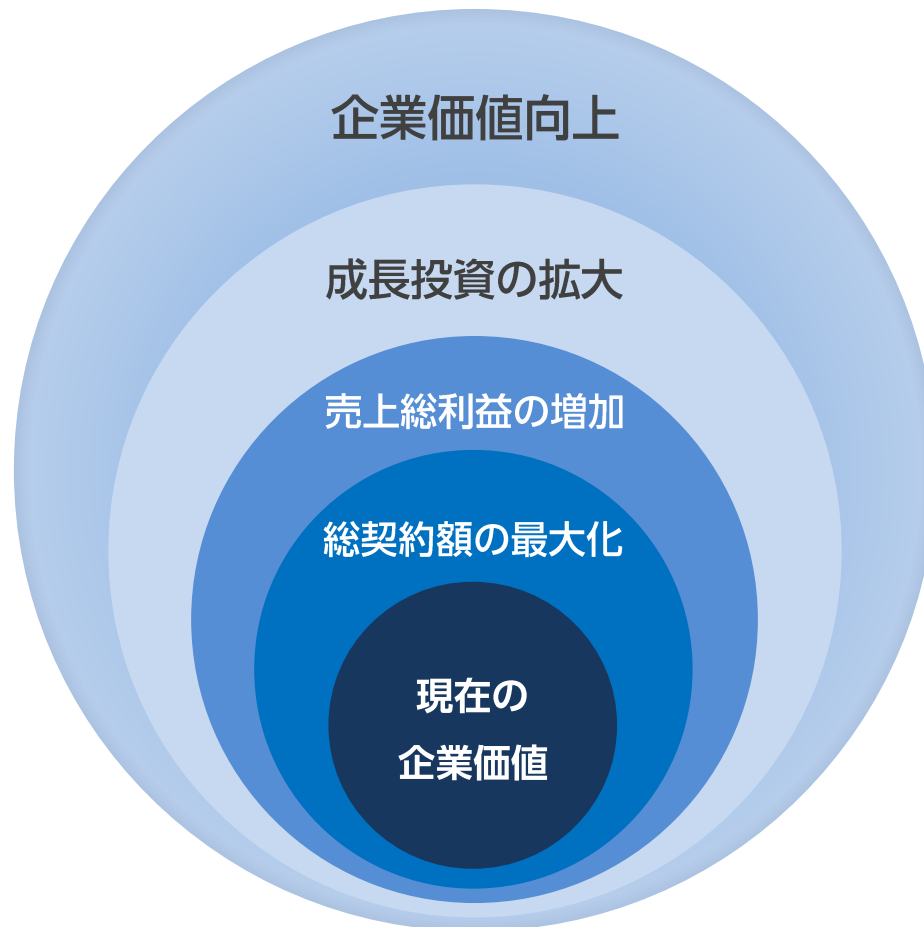 企業価値向上
成長投資の拡大
売上総利益の増加
総契約額の最大化
現在の
企業価値